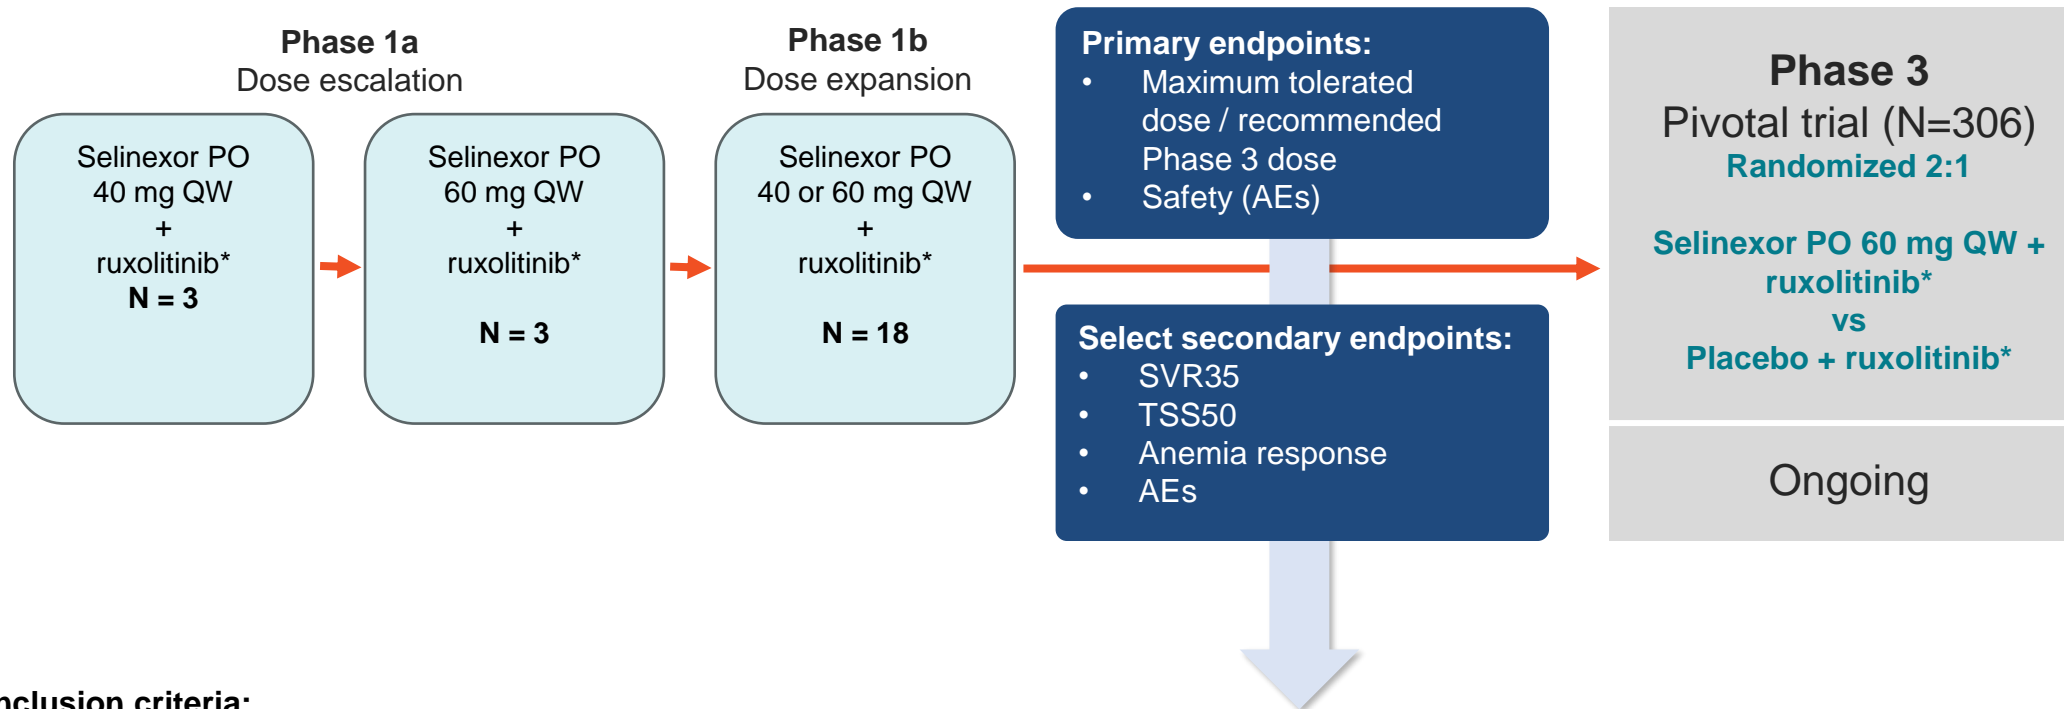 Phase 1a
Dose escalation
Selinexor PO
40 mg QW
+
ruxolitinib*
N = 3
Selinexor PO
60 mg QW
+
ruxolitinib*
N = 3
Phase 1b
Dose expansion
Selinexor PO
40 or 60 mg QW
+
ruxolitinib*
N = 18
Primary endpoints:
• Maximum tolerated
dose / recommended
Phase 3 dose
• Safety (AEs)
Select secondary endpoints:
• SVR35
• TSS50
• Anemia response
• AEs
Phase 3
Pivotal trial (N=306)
Randomized 2:1
Selinexor PO 60 mg QW +
ruxolitinib*
vs
Placebo + ruxolitinib*
Ongoing
nclusion criteria: